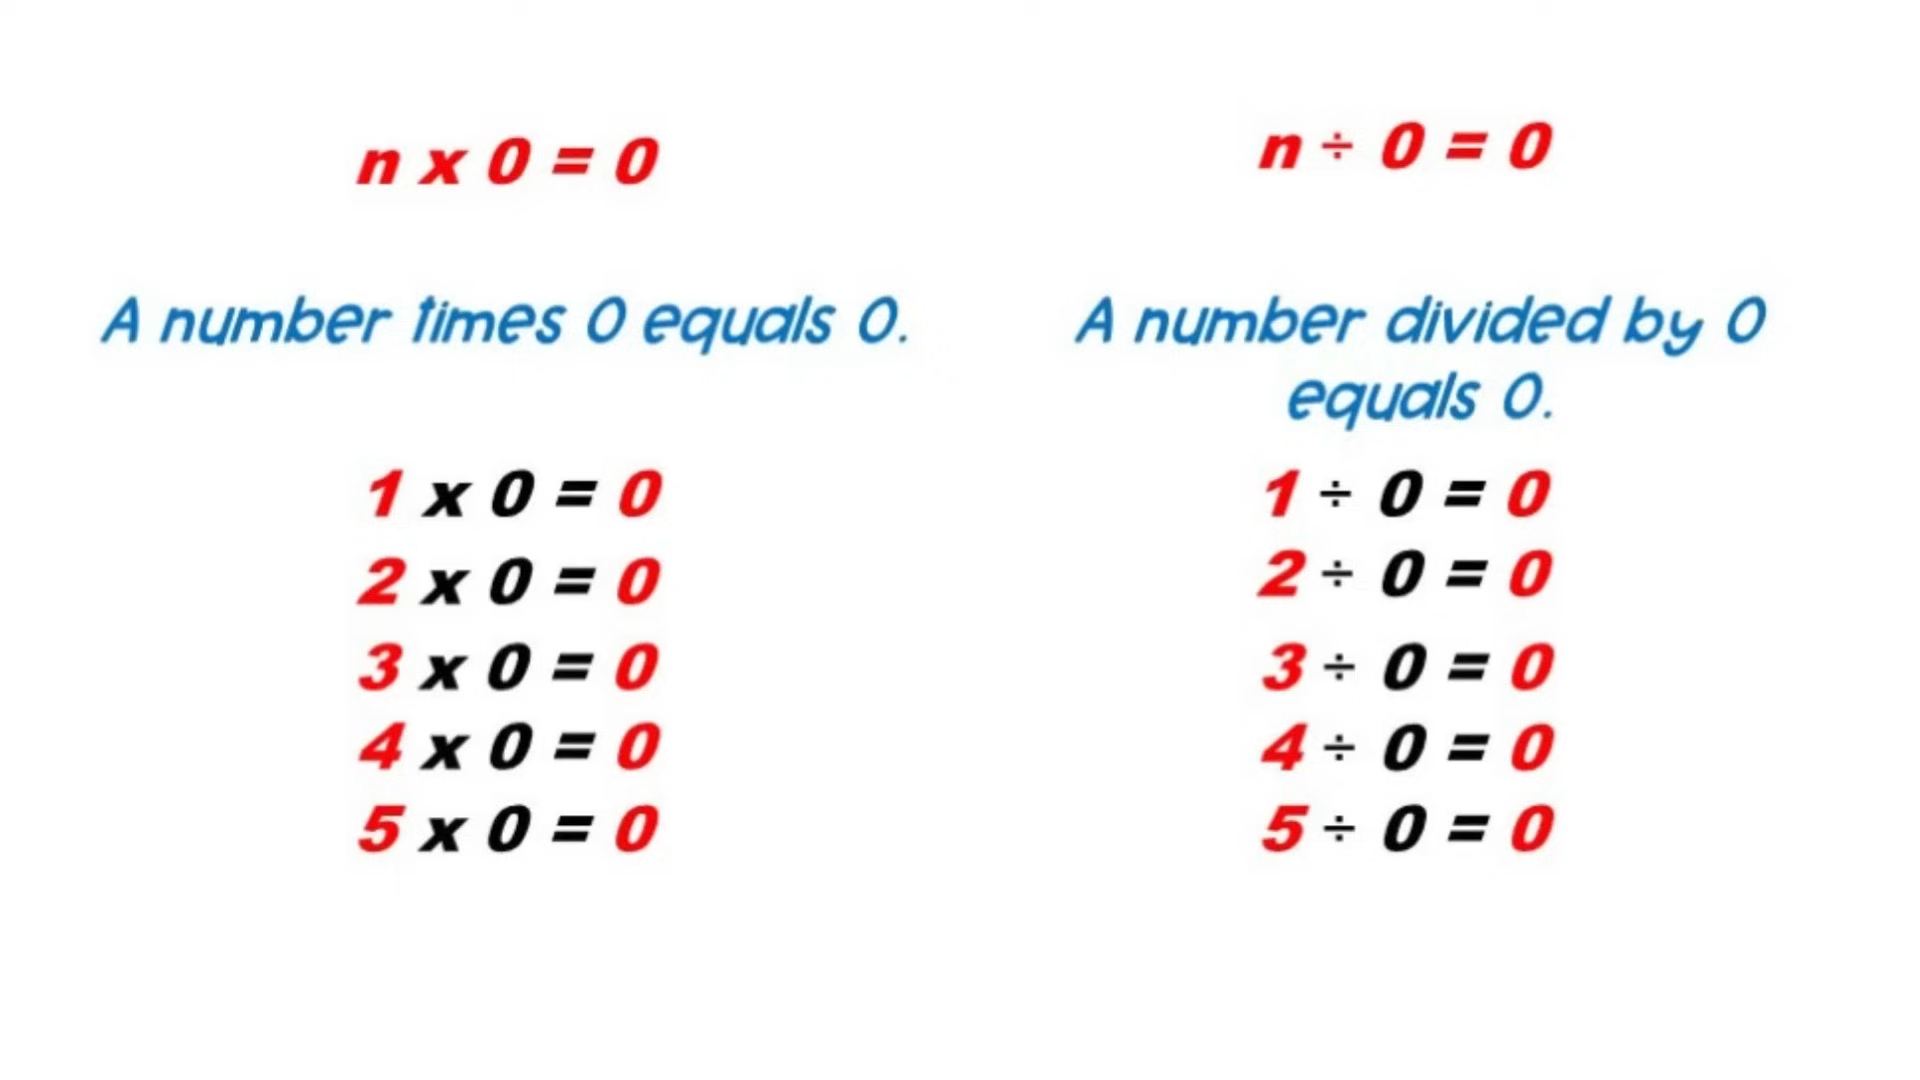 n x 0 = 0
A number times 0 equals 0.
1 x 0 = 0
2 x 0 = 0
3 x 0 = 0
4 x 0 = 0
5 x 0 = 0
n ÷ 0 = 0
A number divided by 0
equals 0.
1 ÷ 0 = 0
2 ÷ 0 = 0
3 ÷ 0 = 0
4 ÷ 0 = 0
5 ÷ 0 = 0